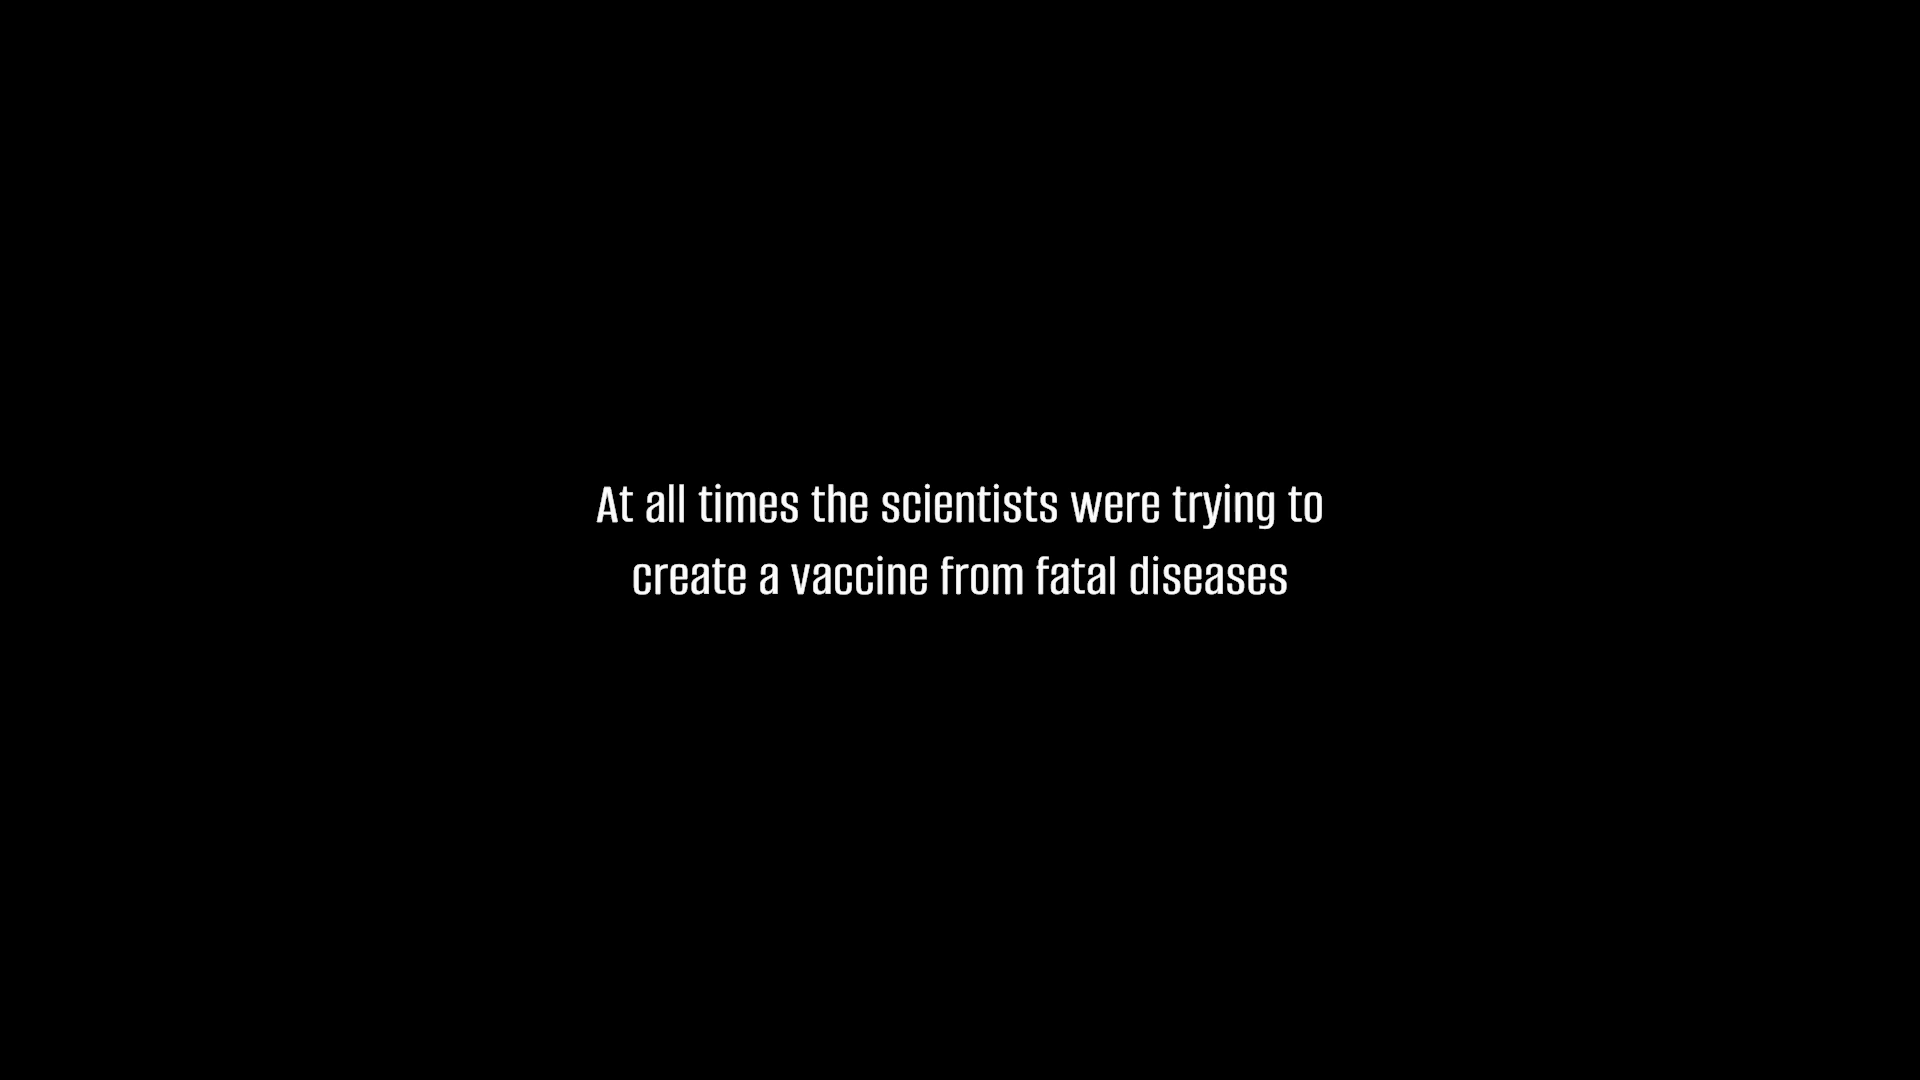 At all times the scientists were trying to
create a vaccine from fatal diseases